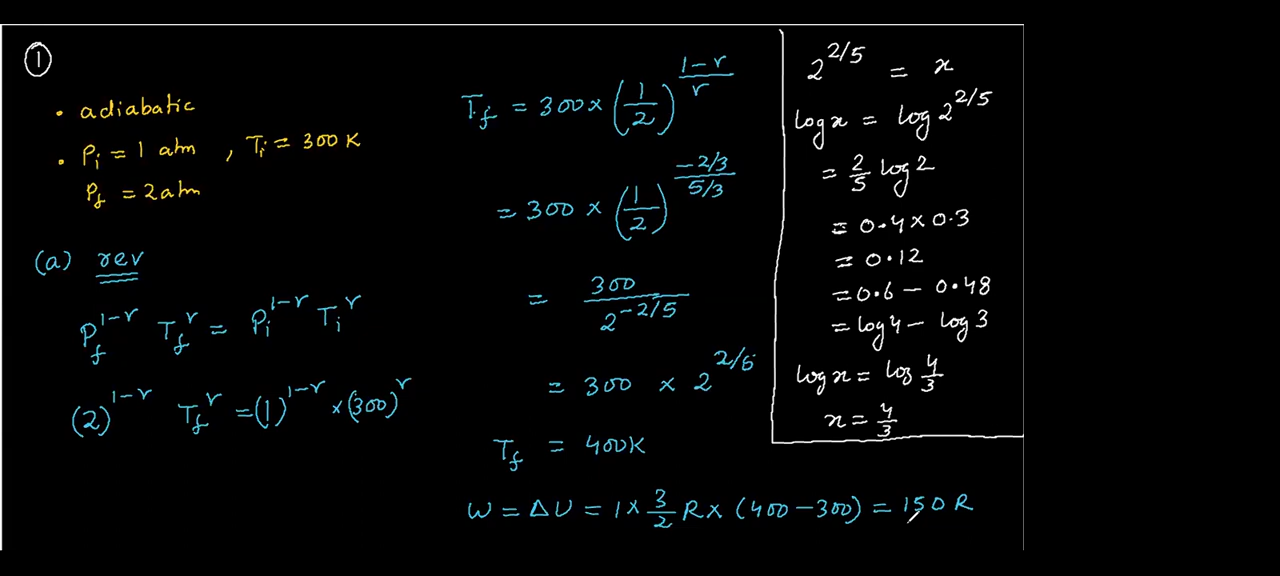 ①
• adiabatic
• Pi = 1 atm , Ti = 300 K
Pf = 2 atm
(a) rev
Pf^1-r Tf^r = Pi^1-r Ti^r
(2)^1-r Tf^r = (1)^1-r × (300)^r
Tf = 300 × (1/2)^(1-r)/r
= 300 × (1/2)^(-2/3)/(5/3)
= 300/2^-2/5
= 300 × 2^2/5
Tf = 400K
W = ΔU = 1 × 3/2 R × (400 - 300) = 150 R
2^2/5 = x
log x = log 2^2/5
= 2/5 log 2
= 0.4 × 0.3
= 0.12
= 0.6 - 0.48
= log 4 - log 3
log x = log 4/3
x = 4/3